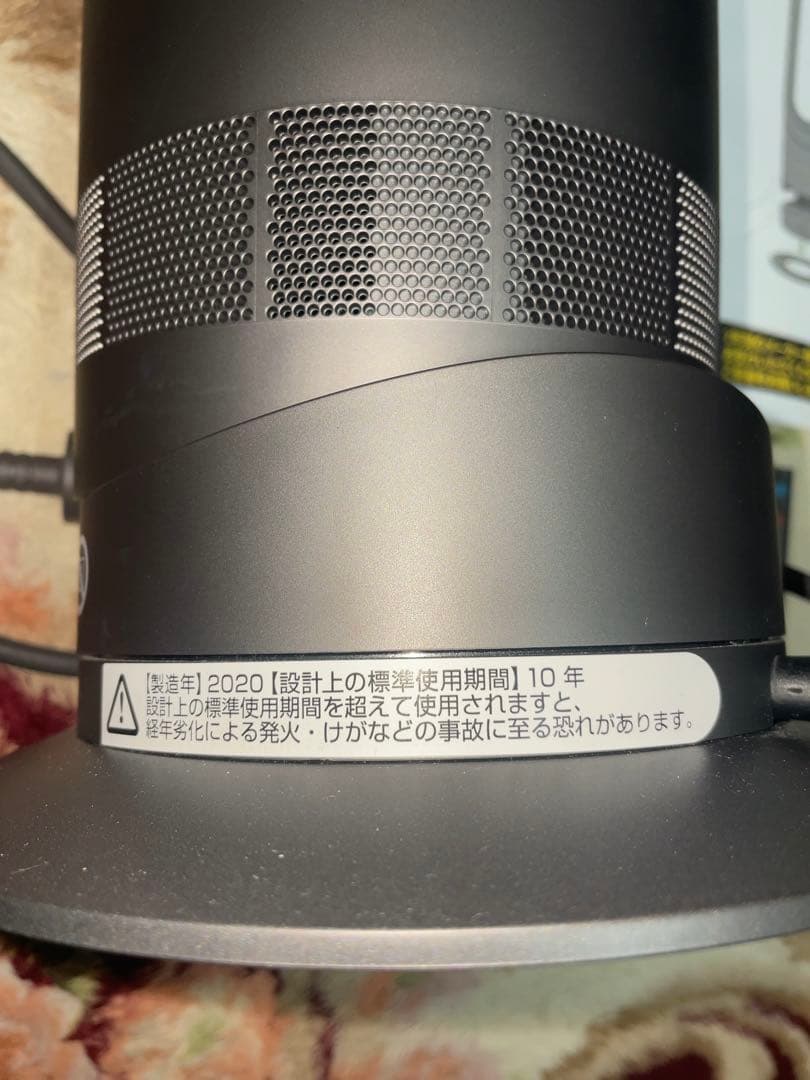 【製造年】2020【設計上の標準使用期間】10 年
設計上の標準使用期間を超えて使用されますと、
経年劣化による発火・けがなどの事故に至る恐れがあります。